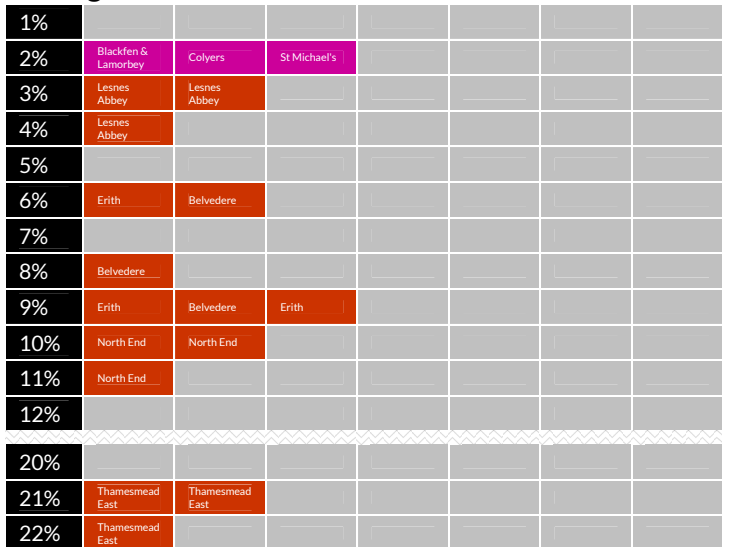 1%
2%
Blackfen &
Lamorbey
Colyers
St Michael's
3%
Lesnes
Abbey
Lesnes
Abbey
4%
Lesnes
Abbey
5%
6%
Erith
Belvedere
7%
8%
Belvedere
9%
Erith
Belvedere
Erith
10%
North End
North End
11%
North End
12%
20%
21%
Thamesmead
East
Thamesmead
East
22%
Thamesmead
East